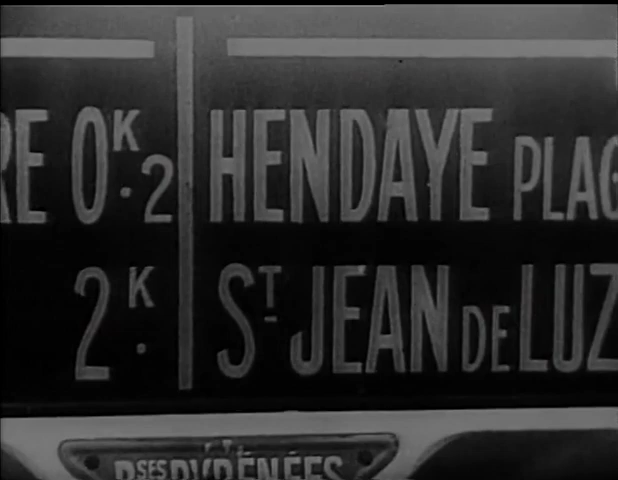 RE 0K.2 HENDAYE PLAG
2K. ST JEAN DE LUZ
BSES PYRÉNÉES